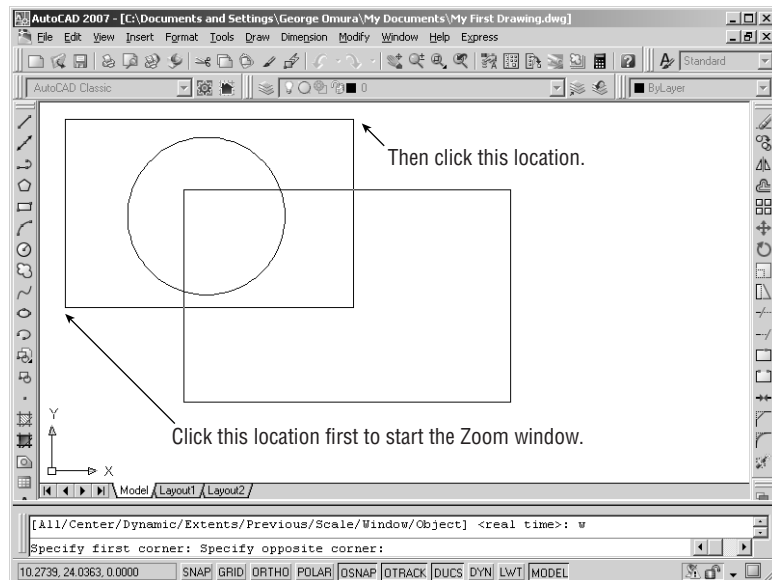 AutoCAD 2007 - [C:\Documents and Settings\George Omura\My Documents\My First Drawing.dwg]
File Edit View Insert Format Tools Draw Dimension Modify Window Help Express
Standard
AutoCAD Classic
0
ByLayer
Then click this location.
Click this location first to start the Zoom window.
Y
X
Model Layout1 Layout2
[All/Center/Dynamic/Extents/Previous/Scale/Window/Object] <real time>: w
Specify first corner: Specify opposite corner:
10.2739, 24.0363, 0.0000 SNAP GRID ORTHO POLAR OSNAP OTRACK DUCS DYN LWT MODEL